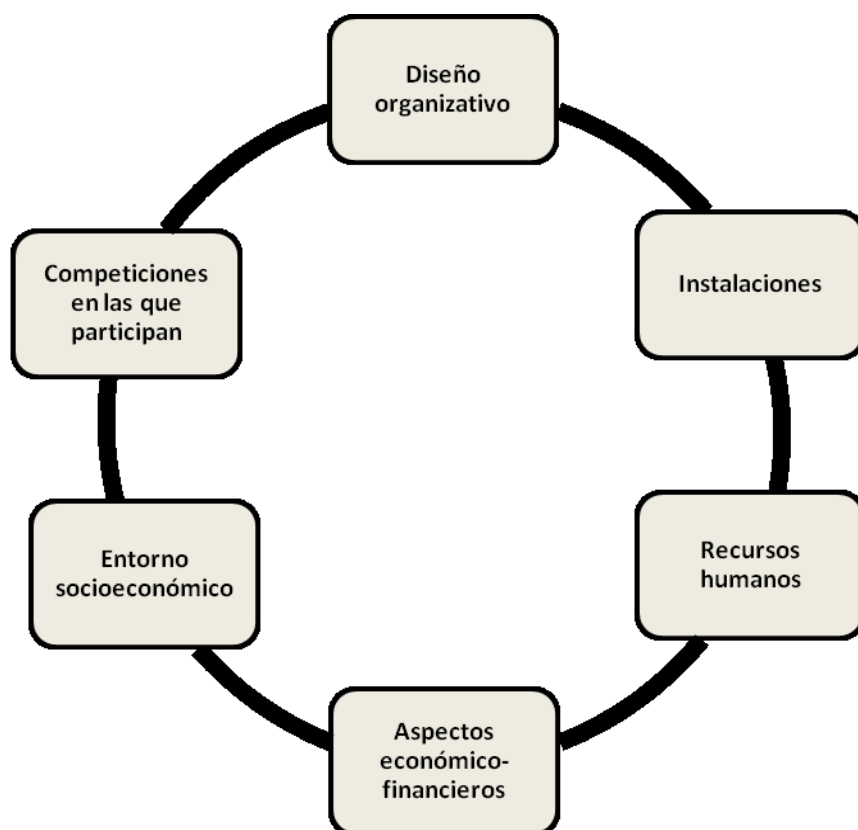 Diseño
organizativo
Instalaciones
Recursos
humanos
Aspectos
económico-
financieros
Entorno
socioeconómico
Competiciones
en las que
participan